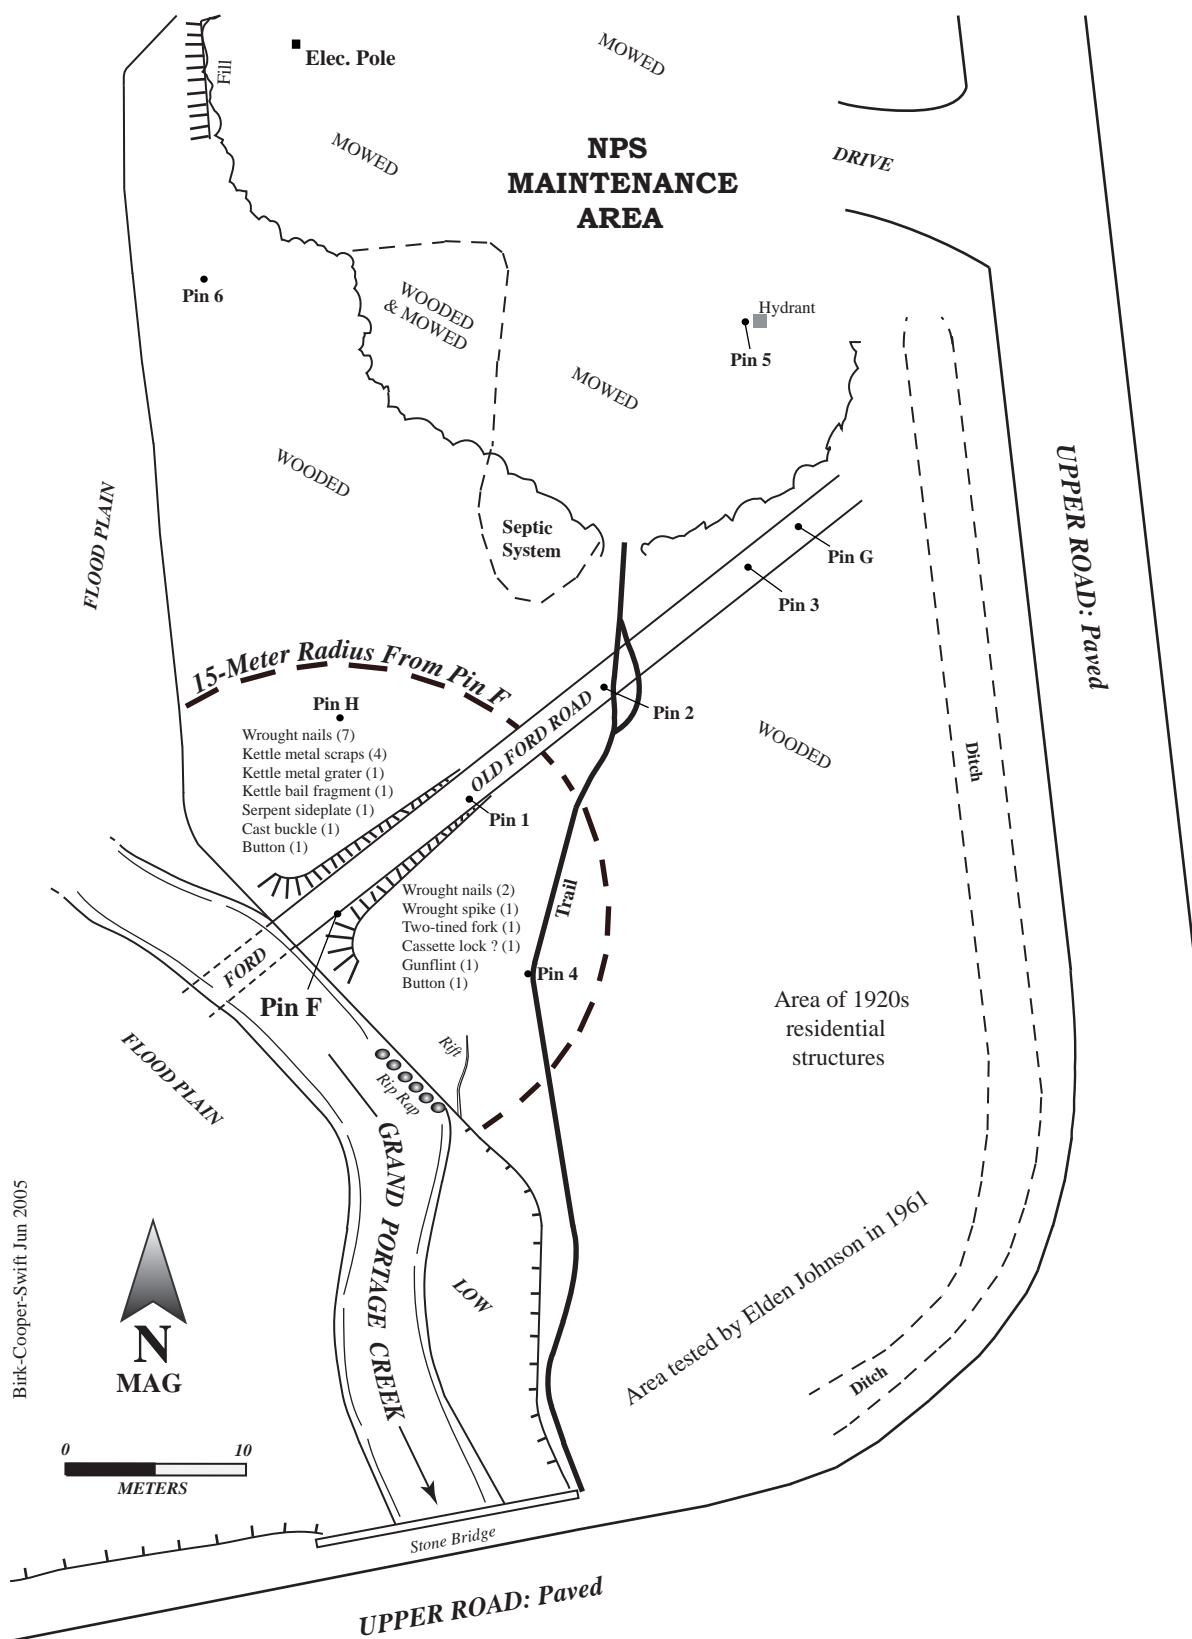 MOWED
Elec. Pole
Fill
MOWED
NPS
MAINTENANCE
AREA
DRIVE
Pin 6
WOODED
& MOWED
Hydrant
Pin 5
MOWED
WOODED
FLOOD PLAIN
UPPER ROAD: Paved
Septic
System
Pin G
Pin 3
15-Meter Radius From Pin F
Pin H
Pin 2
OLD FORD ROAD
WOODED
Ditch
Wrought nails (7)
Kettle metal scraps (4)
Kettle metal grater (1)
Kettle bail fragment (1)
Serpent sideplate (1)
Cast buckle (1)
Button (1)
Pin 1
Wrought nails (2)
Wrought spike (1)
Two-tined fork (1)
Cassette lock ? (1)
Gunflint (1)
Button (1)
Trail
Pin 4
FORD
Pin F
Area of 1920s
residential
structures
FLOOD PLAIN
Rift
Rip Rap
GRAND PORTAGE CREEK
LOW
Area tested by Elden Johnson in 1961
Ditch
Birk-Cooper-Swift Jun 2005
N
MAG
0 10
METERS
Stone Bridge
UPPER ROAD: Paved